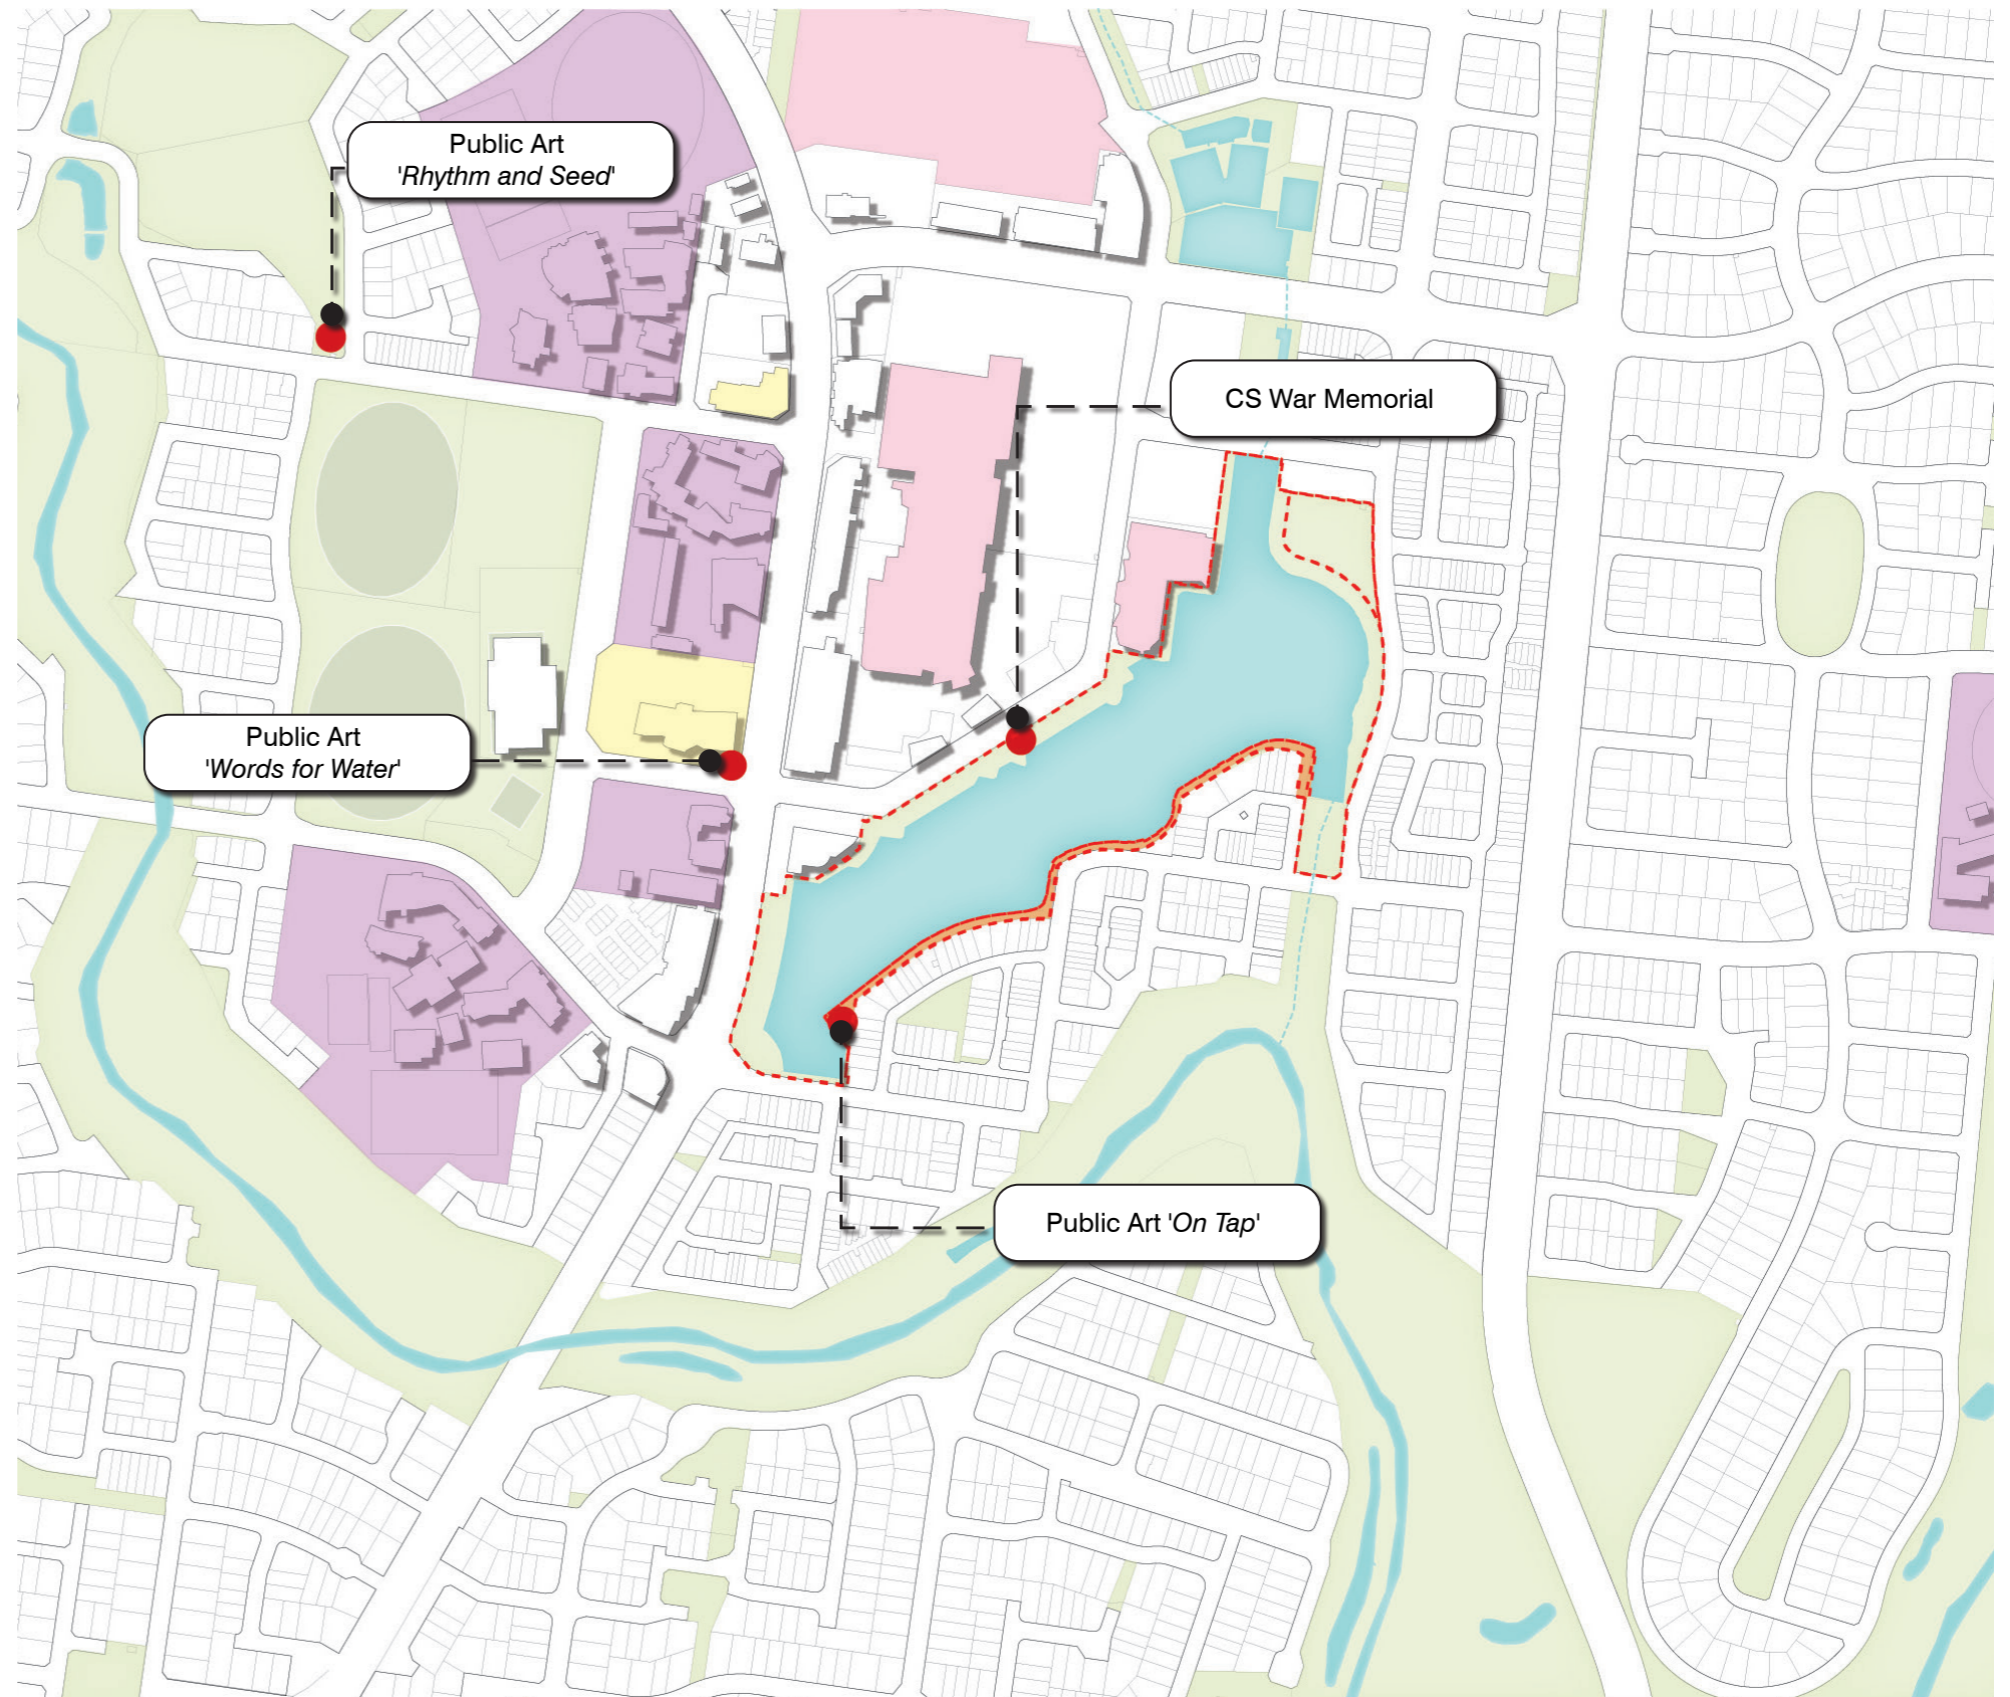 Public Art
'Rhythm and Seed'
CS War Memorial
Public Art
'Words for Water'
Public Art 'On Tap'